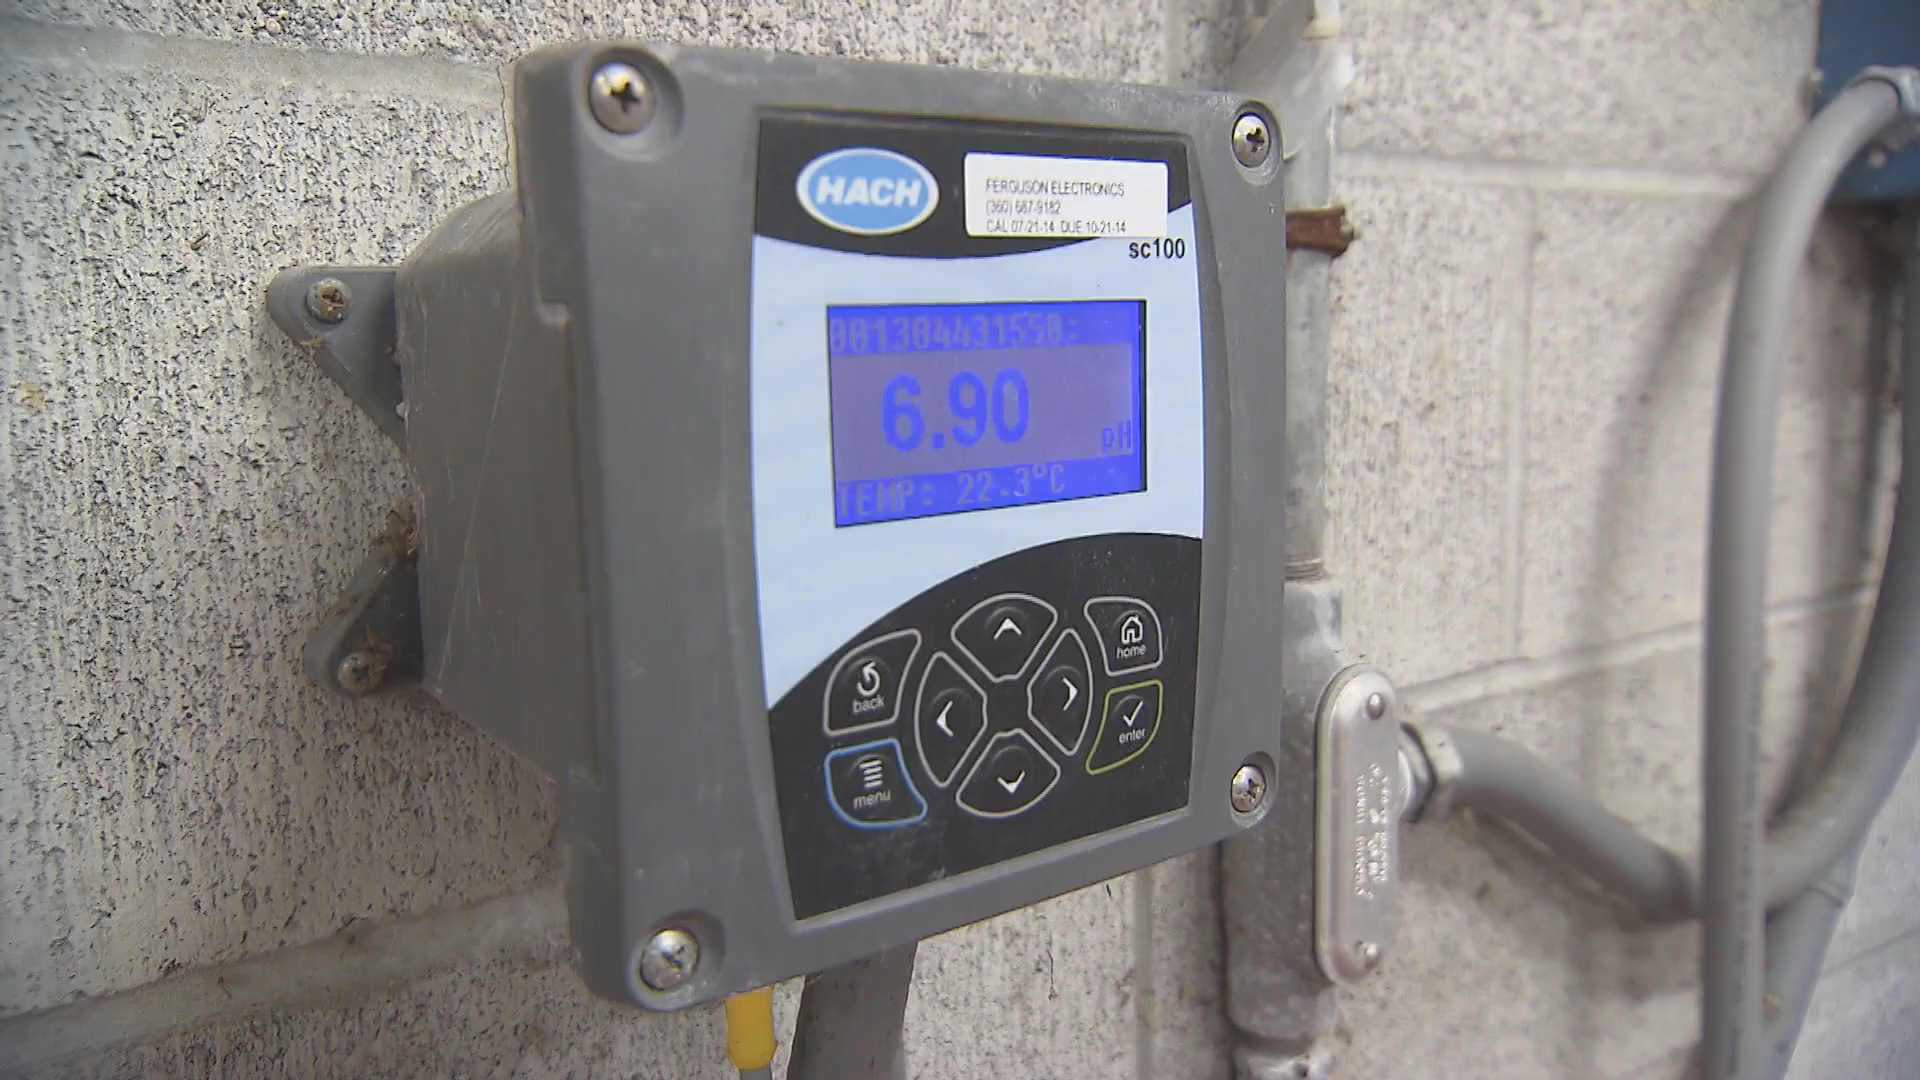 HACH
FERGUSON ELECTRONICS
(360) 687-9182
CAL 07-21-14 DUE 10-21-14
sc100
001304431550:
6.90
pH
TEMP: 22.3°C
home
back
enter
menu